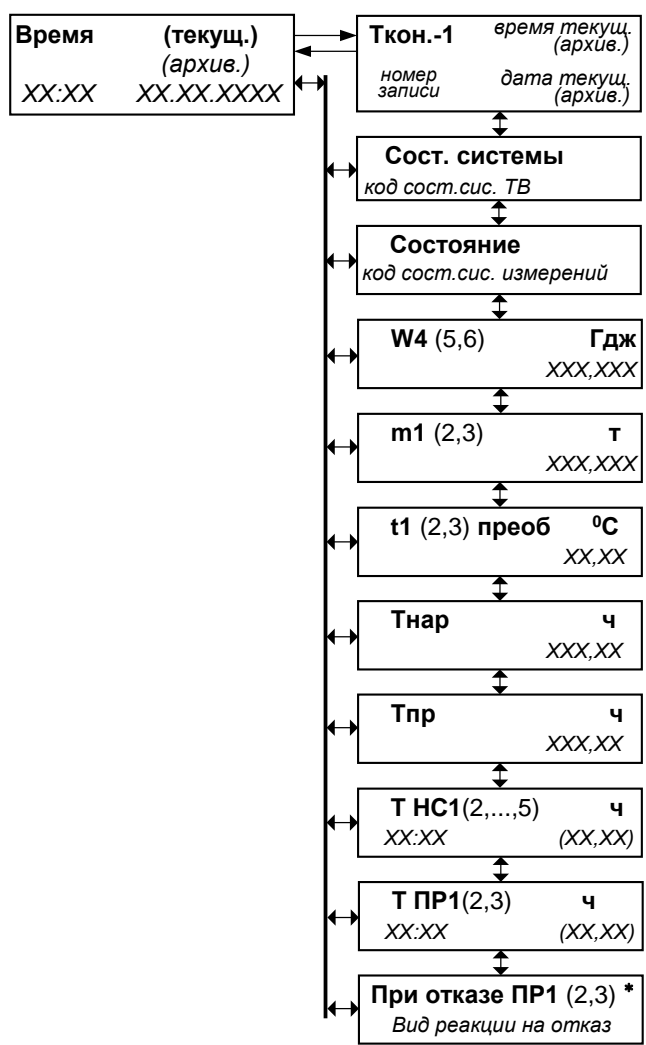 Время (текущ.)
(архив.)
XX:XX XX.XX.XXXX
Ткон.-1 время текущ.
(архив.)
номер
записи
дата текущ.
(архив.)
Сост. системы
код сост.сис. ТВ
Состояние
код сост.сис. измерений
W4 (5,6) Гдж
XXX,XXX
m1 (2,3) т
XXX,XXX
t1 (2,3) преоб ⁰С
XX,XX
Тнар ч
XXX,XX
Тпр ч
XXX,XX
Т НС1(2,...,5) ч
XX:XX (XX,XX)
Т ПР1(2,3) ч
XX:XX (XX,XX)
При отказе ПР1 (2,3) *
Вид реакции на отказ